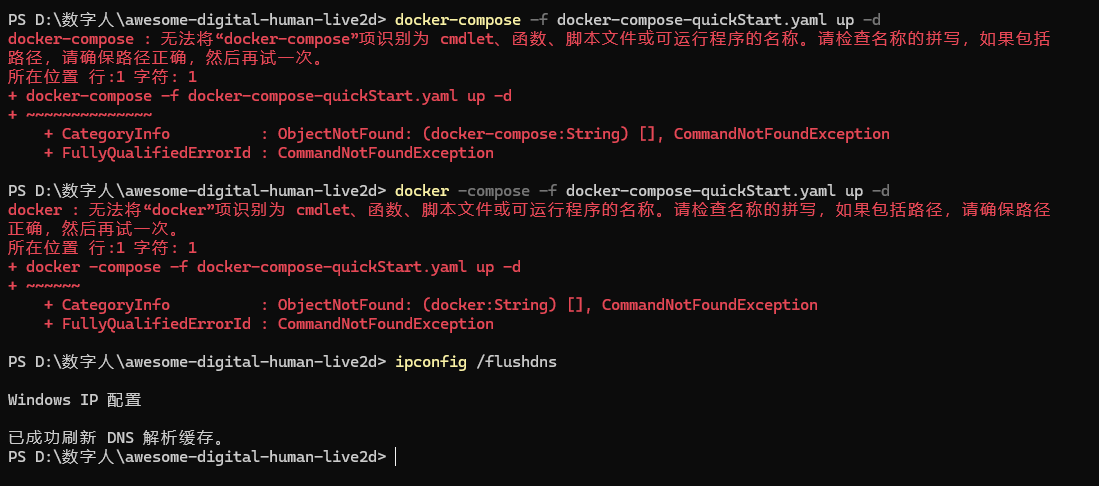 PS D:\数字人\awesome-digital-human-live2d> docker-compose -f docker-compose-quickStart.yaml up -d
docker-compose : 无法将“docker-compose”项识别为 cmdlet、函数、脚本文件或可运行程序的名称。请检查名称的拼写，如果包括
路径，请确保路径正确，然后再试一次。
所在位置 行:1 字符: 1
+ docker-compose -f docker-compose-quickStart.yaml up -d
+ ~~~~~~~~~~~~~~
    + CategoryInfo          : ObjectNotFound: (docker-compose:String) [], CommandNotFoundException
    + FullyQualifiedErrorId : CommandNotFoundException
PS D:\数字人\awesome-digital-human-live2d> docker -compose -f docker-compose-quickStart.yaml up -d
docker : 无法将“docker”项识别为 cmdlet、函数、脚本文件或可运行程序的名称。请检查名称的拼写，如果包括路径，请确保路径
正确，然后再试一次。
所在位置 行:1 字符: 1
+ docker -compose -f docker-compose-quickStart.yaml up -d
+ ~~~~~~
    + CategoryInfo          : ObjectNotFound: (docker:String) [], CommandNotFoundException
    + FullyQualifiedErrorId : CommandNotFoundException
PS D:\数字人\awesome-digital-human-live2d> ipconfig /flushdns
Windows IP 配置
已成功刷新 DNS 解析缓存。
PS D:\数字人\awesome-digital-human-live2d>